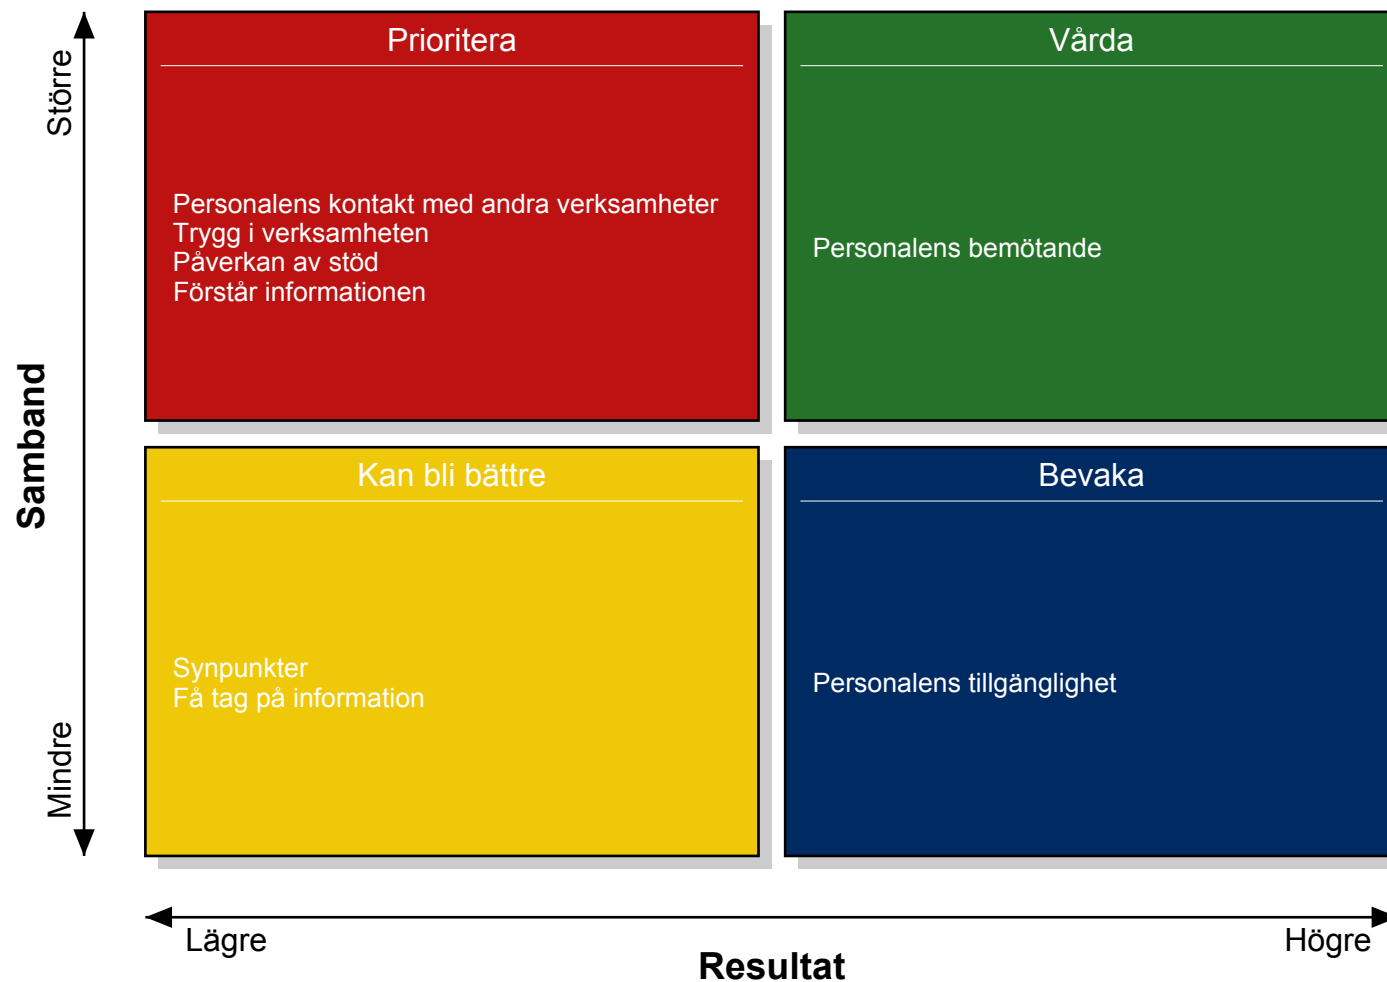 Större
Prioritera
Personalens kontakt med andra verksamheter
Trygg i verksamheten
Påverkan av stöd
Förstår informationen
Vårda
Personalens bemötande
Samband
Kan bli bättre
Synpunkter
Få tag på information
Bevaka
Personalens tillgänglighet
Mindre
Lägre
Högre
Resultat